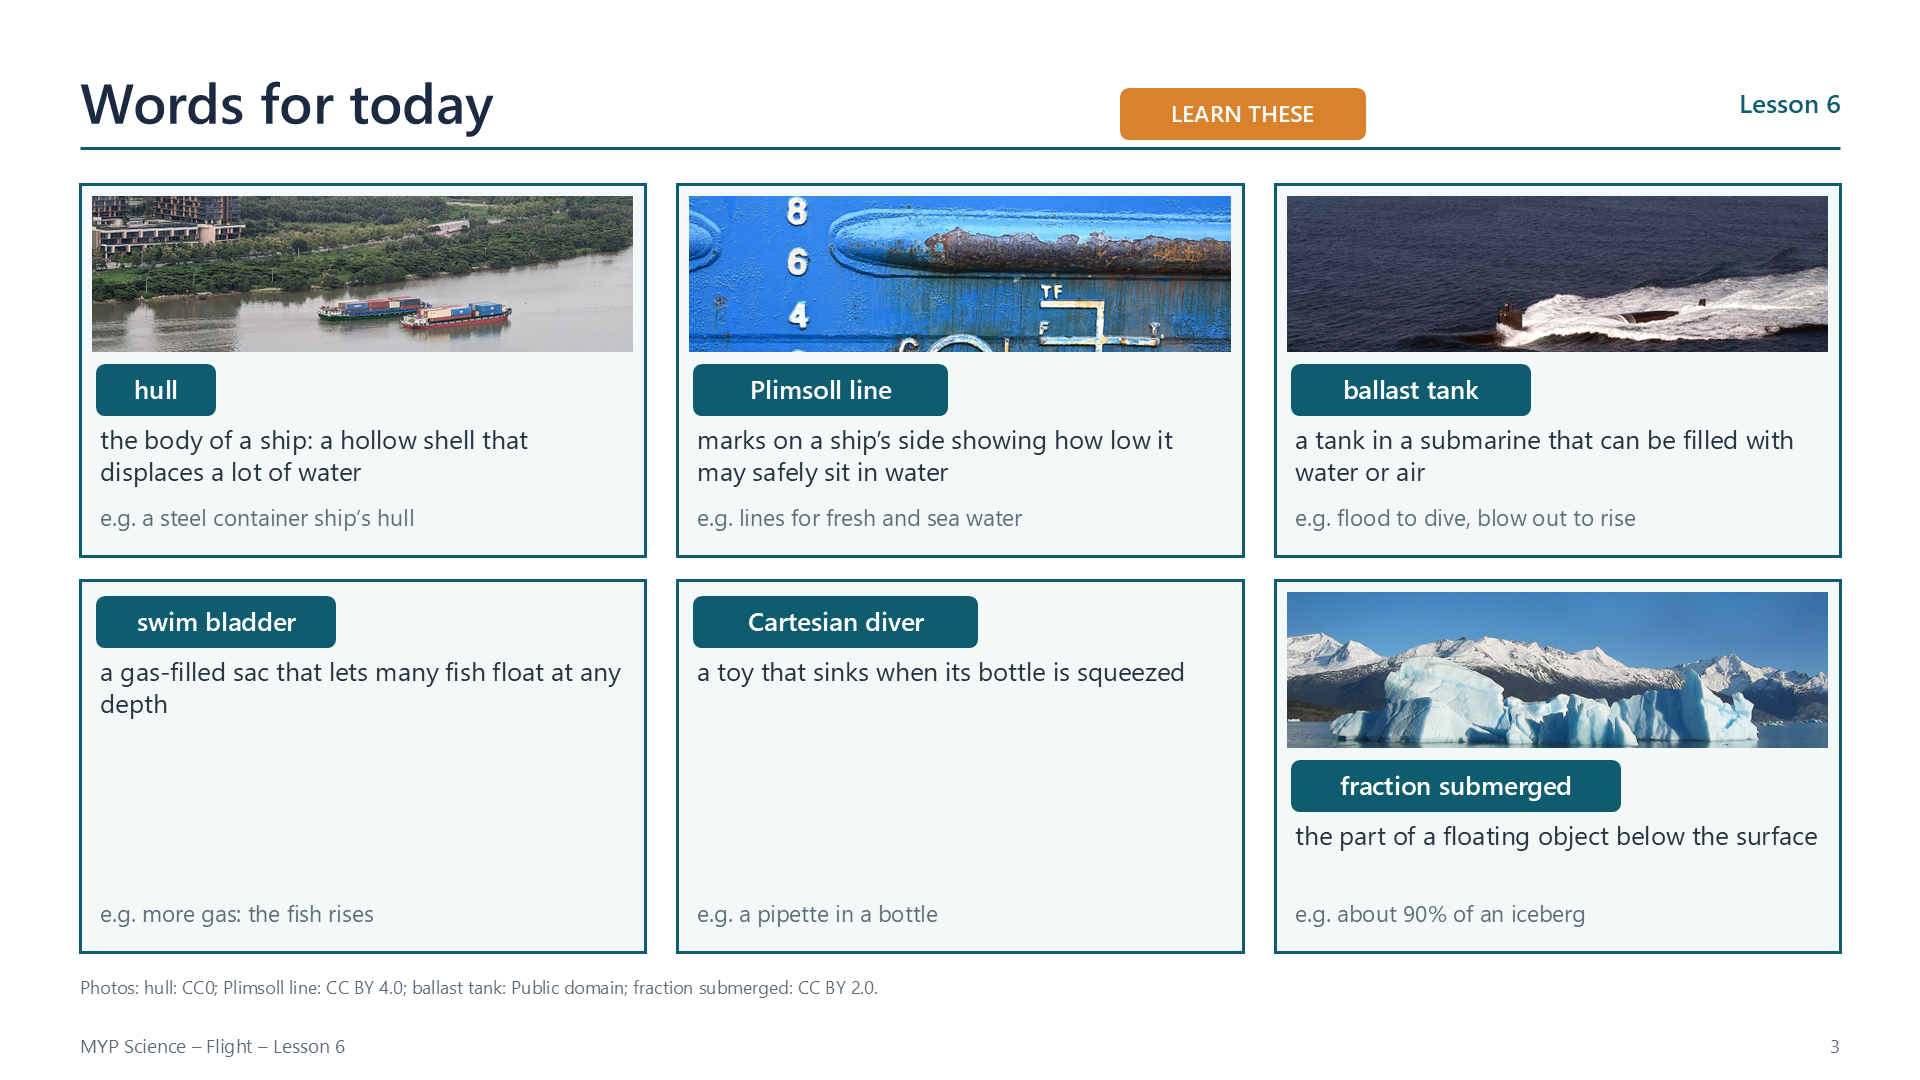 Words for today
LEARN THESE
Lesson 6
8
6
4
TF
F
T
hull
the body of a ship: a hollow shell that
displaces a lot of water
e.g. a steel container ship’s hull
Plimsoll line
marks on a ship’s side showing how low it
may safely sit in water
e.g. lines for fresh and sea water
ballast tank
a tank in a submarine that can be filled with
water or air
e.g. flood to dive, blow out to rise
swim bladder
a gas-filled sac that lets many fish float at any
depth
e.g. more gas: the fish rises
Cartesian diver
a toy that sinks when its bottle is squeezed
e.g. a pipette in a bottle
fraction submerged
the part of a floating object below the surface
e.g. about 90% of an iceberg
Photos: hull: CC0; Plimsoll line: CC BY 4.0; ballast tank: Public domain; fraction submerged: CC BY 2.0.
MYP Science – Flight – Lesson 6
3